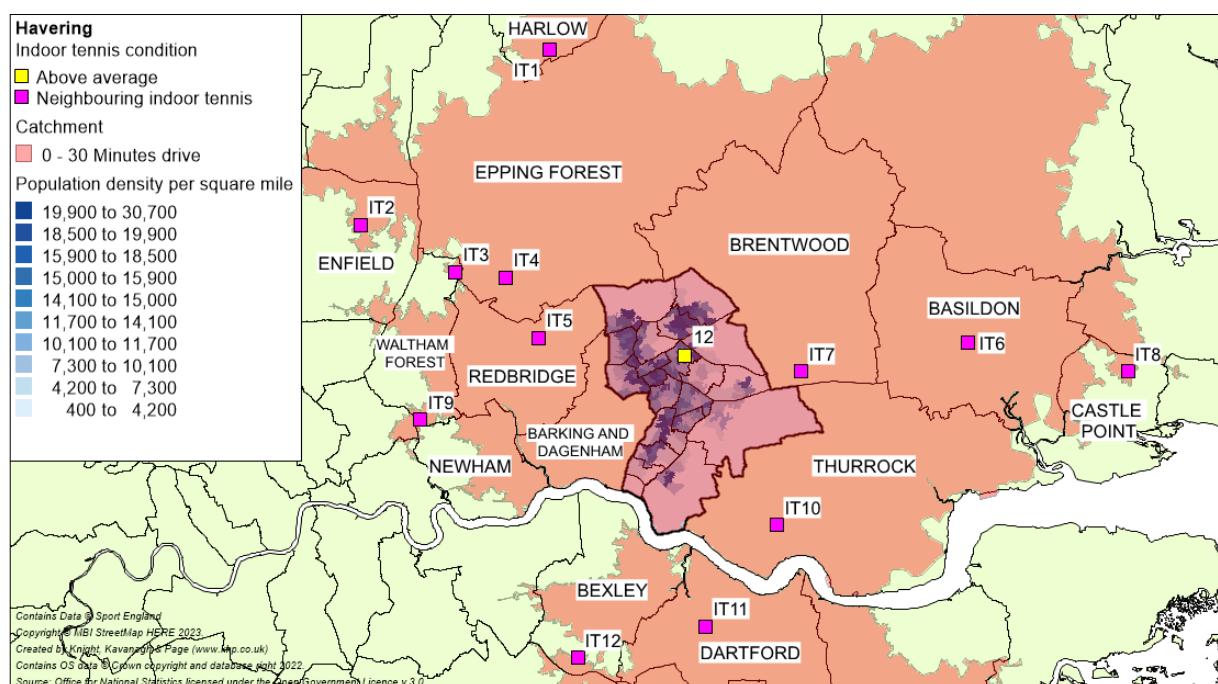 Havering
Indoor tennis condition
Above average
Neighbouring indoor tennis
Catchment
0 - 30 Minutes drive
Population density per square mile
19,900 to 30,700
18,500 to 19,900
15,900 to 18,500
15,000 to 15,900
14,100 to 15,000
11,700 to 14,100
10,100 to 11,700
7,300 to 10,100
4,200 to 7,300
400 to 4,200
HARLOW
IT1
EPPING FOREST
IT2
ENFIELD
BRENTWOOD
IT3
IT4
BASILDON
IT5
12
WALTHAM
FOREST
IT6
IT7
IT8
REDBRIDGE
IT9
CASTLE
POINT
BARKING AND
DAGENHAM
NEWHAM
THURROCK
IT10
BEXLEY
IT11
IT12
DARTFORD
Contains Data © Sport England
Copyright © MBI StreetMap HERE 2023.
Created by Knight, Kavanagh & Page (www.kkp.co.uk)
Contains OS data © Crown copyright and database right 2022.
Source: Office for National Statistics licensed under the Open Government Licence v.3.0